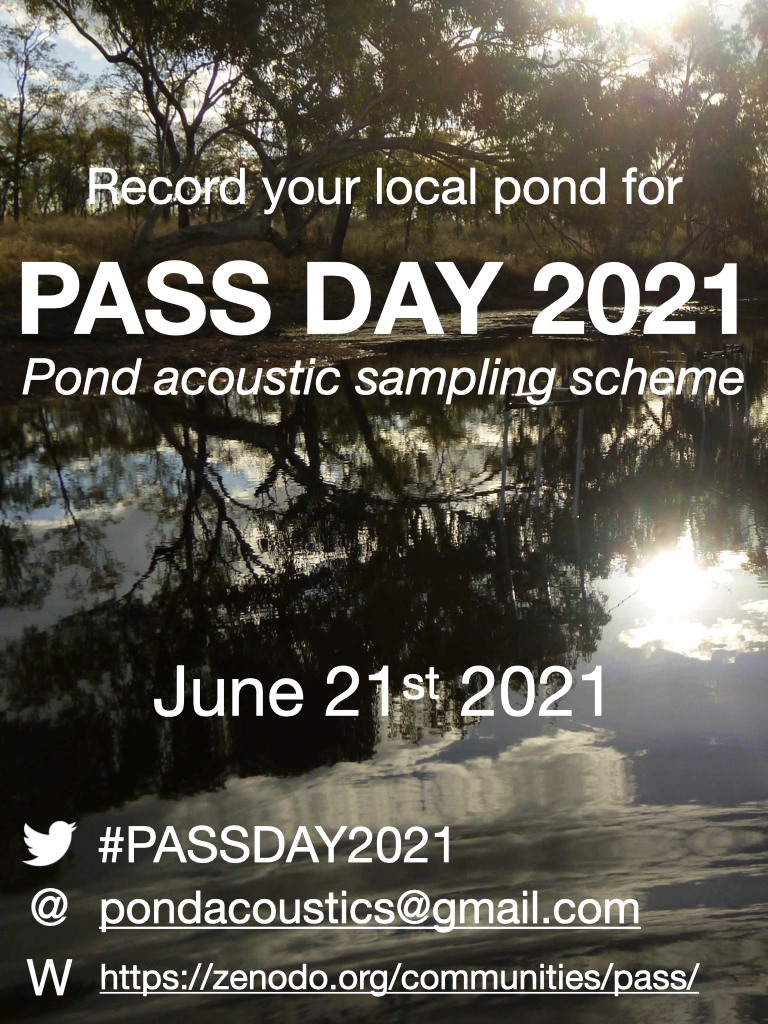 Record your local pond for
PASS DAY 2021
Pond acoustic sampling scheme
June 21st 2021
#PASSDAY2021
@ pondacoustics@gmail.com
W https://zenodo.org/communities/pass/